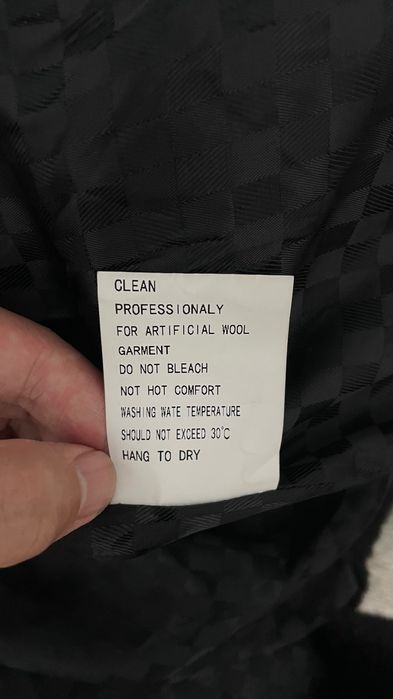 CLEAN
PROFESSIONALY
FOR ARTIFICIAL WOOL
GARMENT
DO NOT BLEACH
NOT HOT COMFORT
WASHING WATE TEMPERATURE
SHOULD NOT EXCEED 30℃
HANG TO DRY